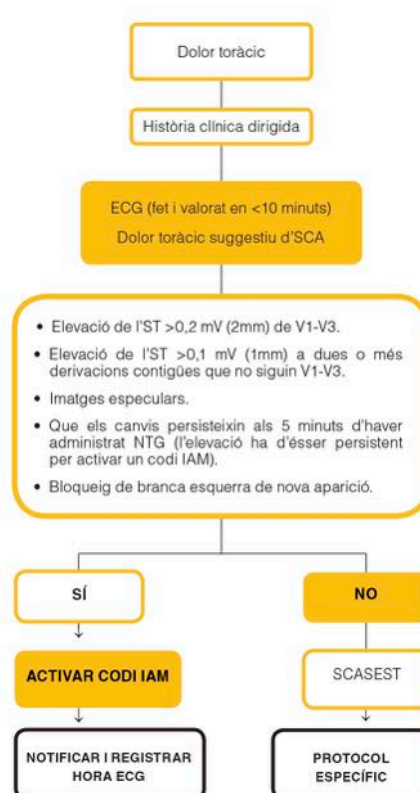 Dolor toràcic
Història clínica dirigida
ECG (fet i valorat en <10 minuts)
Dolor toràcic suggestiu d'SCA
• Elevació de l'ST >0,2 mV (2mm) de V1-V3.
• Elevació de l'ST >0,1 mV (1mm) a dues o més
derivacions contigües que no siguin V1-V3.
• Imatges especulars.
• Que els canvis persisteixin als 5 minuts d'haver
administrat NTG (l'elevació ha d'ésser persistent
per activar un codi IAM).
• Bloqueig de branca esquerra de nova aparició.
SÍ
NO
ACTIVAR CODI IAM
SCASEST
NOTIFICAR I REGISTRAR
HORA ECG
PROTOCOL
ESPECÍFIC